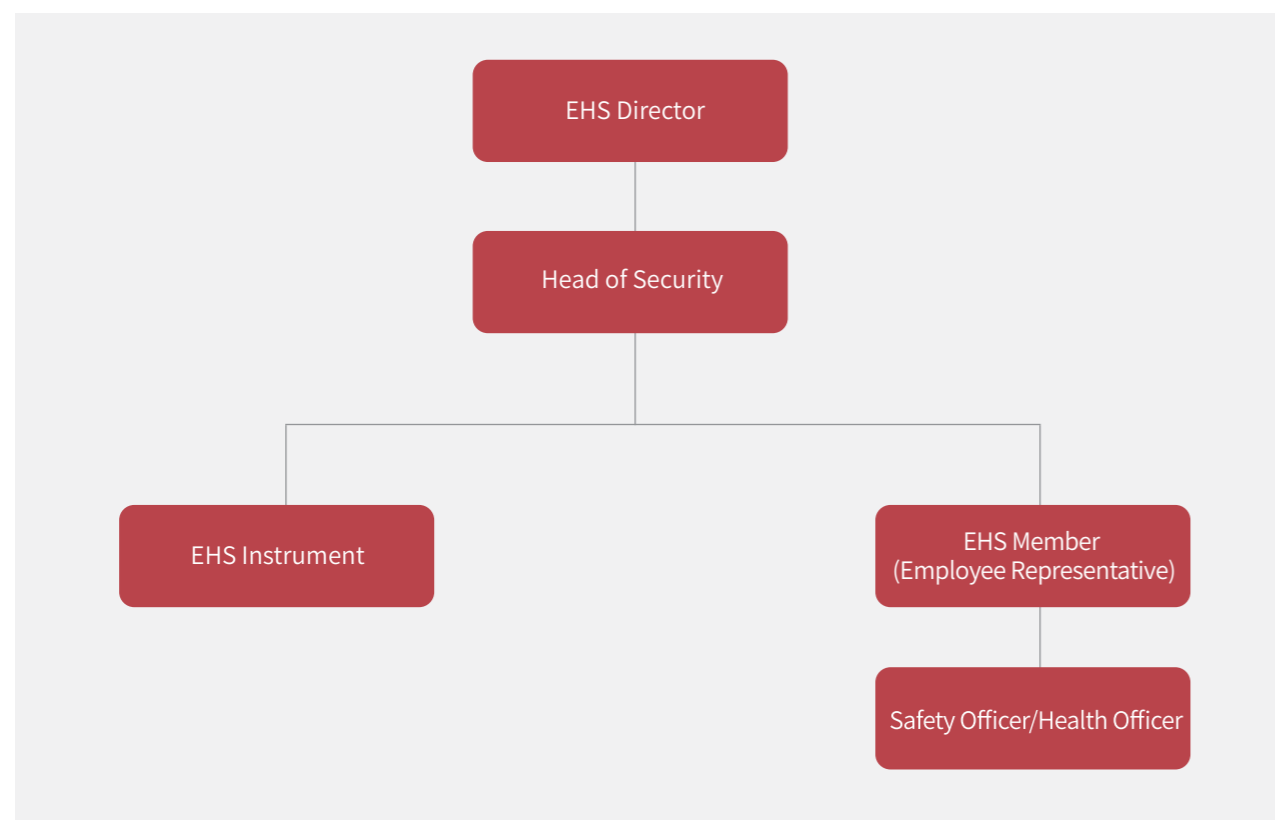 EHS Director
Head of Security
EHS Instrument
EHS Member
(Employee Representative)
Safety Officer/Health Officer